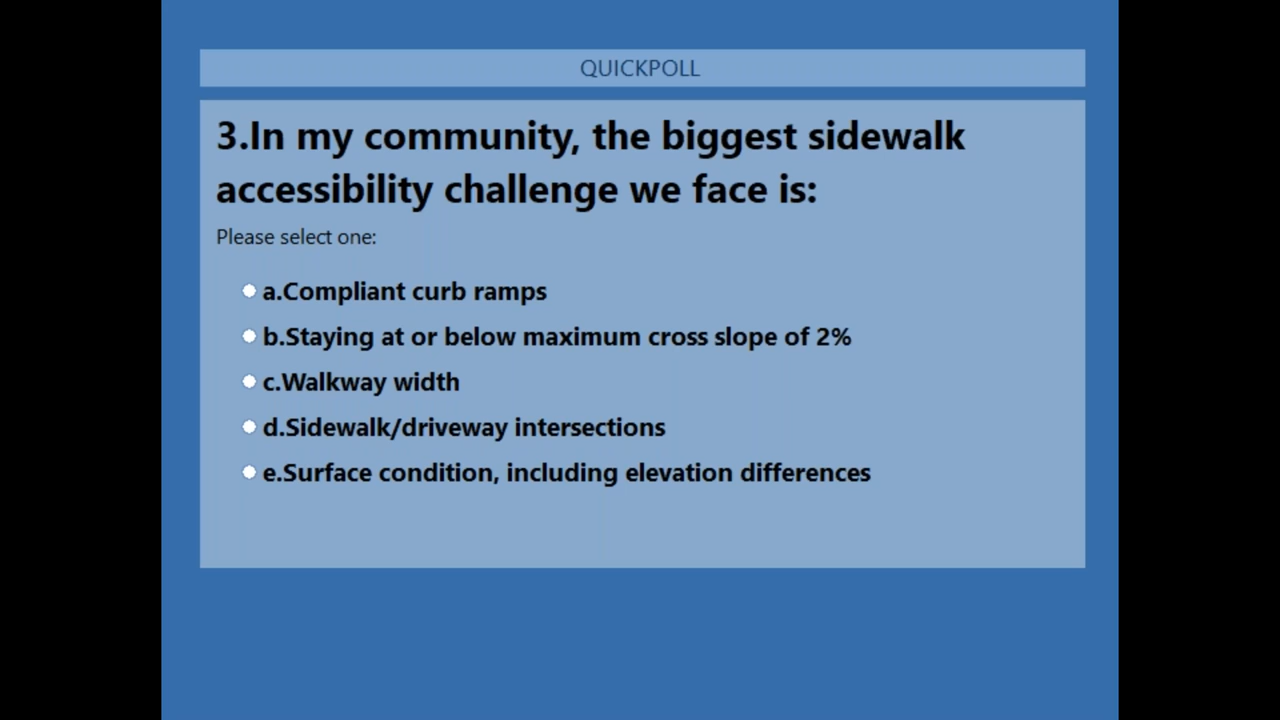 QUICKPOLL
3.In my community, the biggest sidewalk
accessibility challenge we face is:
Please select one:
a.Compliant curb ramps
b.Staying at or below maximum cross slope of 2%
c.Walkway width
d.Sidewalk/driveway intersections
e.Surface condition, including elevation differences